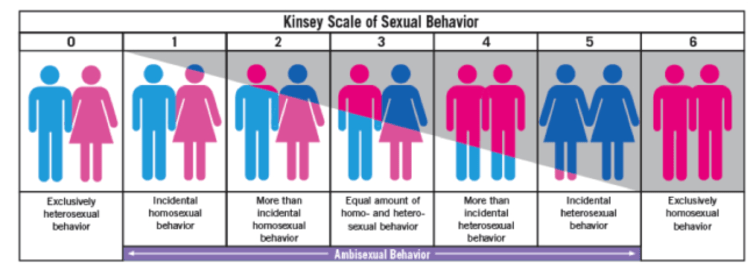 Kinsey Scale of Sexual Behavior
0 1 2 3 4 5 6
Exclusively
heterosexual
behavior
Incidental
homosexual
behavior
More than
incidental
homosexual
behavior
Equal amount of
homo- and hetero-
sexual behavior
More than
incidental
heterosexual
behavior
Incidental
heterosexual
behavior
Exclusively
homosexual
behavior
Ambisexual Behavior